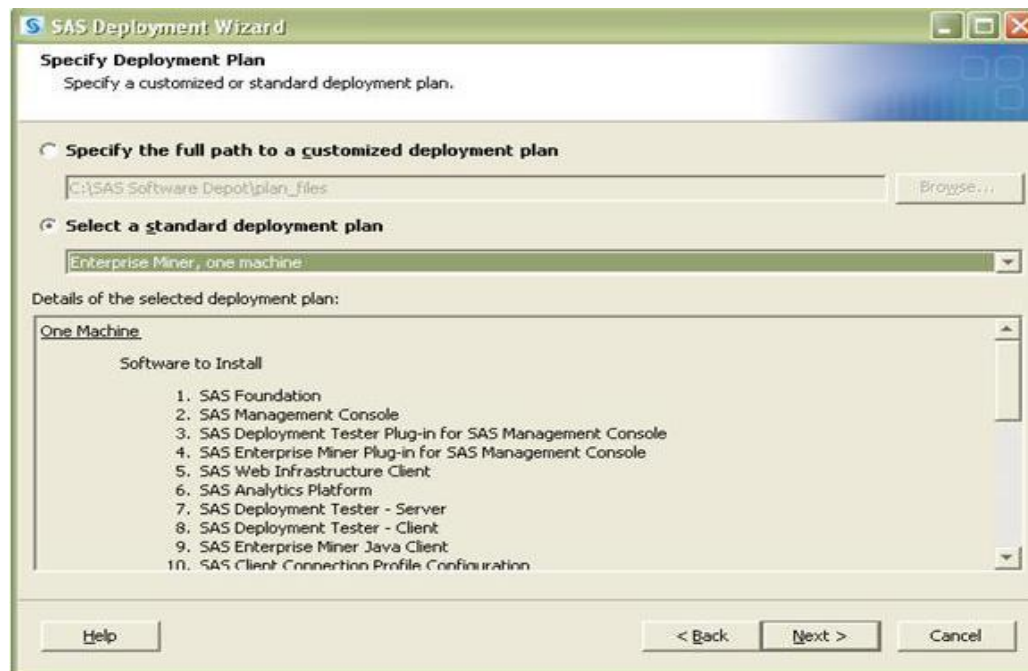 SAS Deployment Wizard
Specify Deployment Plan
Specify a customized or standard deployment plan.
Specify the full path to a customized deployment plan
C:\SAS Software Depot\plan_files
Browse...
Select a standard deployment plan
Enterprise Miner, one machine
Details of the selected deployment plan:
One Machine
Software to Install
1. SAS Foundation
2. SAS Management Console
3. SAS Deployment Tester Plug-in for SAS Management Console
4. SAS Enterprise Miner Plug-in for SAS Management Console
5. SAS Web Infrastructure Client
6. SAS Analytics Platform
7. SAS Deployment Tester - Server
8. SAS Deployment Tester - Client
9. SAS Enterprise Miner Java Client
10. SAS Client Connection Profile Configuration
Help
< Back
Next >
Cancel